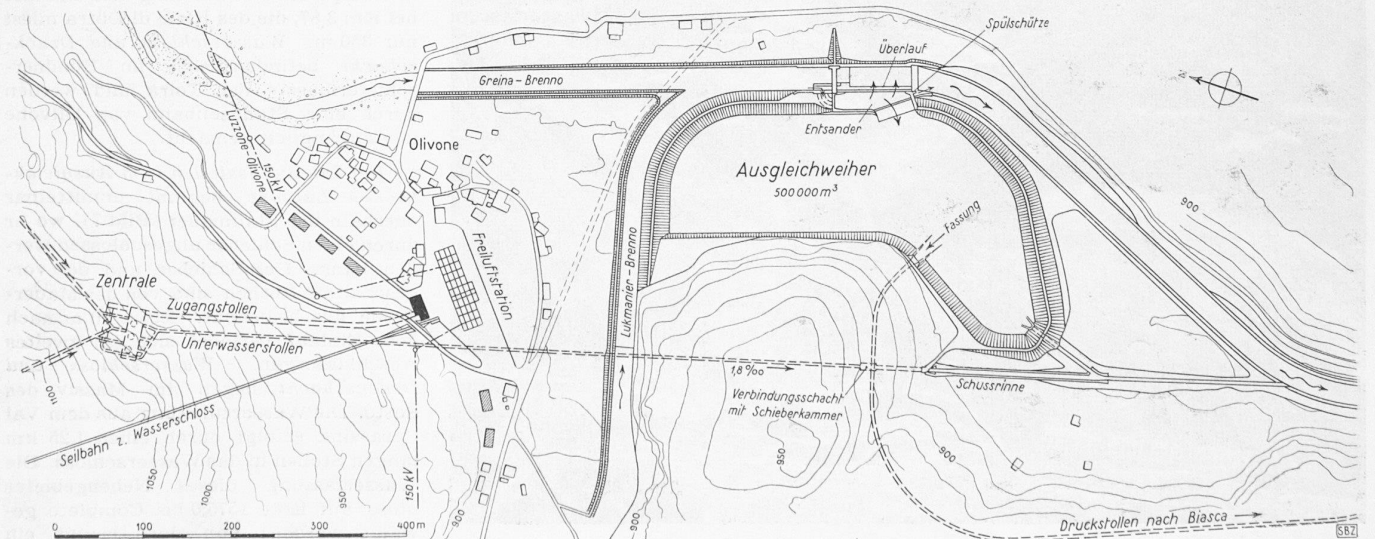 Spülschütze
Überlauf
Greina-Brenno
N
Entsander
Luzzone-Olivone
150 kV
Olivone
Ausgleichweiher
500 000 m³
900
Fassung
Freiluftstation
Lukmanier-Brenno
Zentrale
Zugangstollen
Unterwasserstollen
1,8‰
Schussrinne
Verbindungsschacht
mit Schieberkammer
1100
Seilbahn z. Wasserschloss
1050
1000
950
150 kV
900
900
950
900
0 100 200 300 400 m
Druckstollen nach Biasca
SBZ